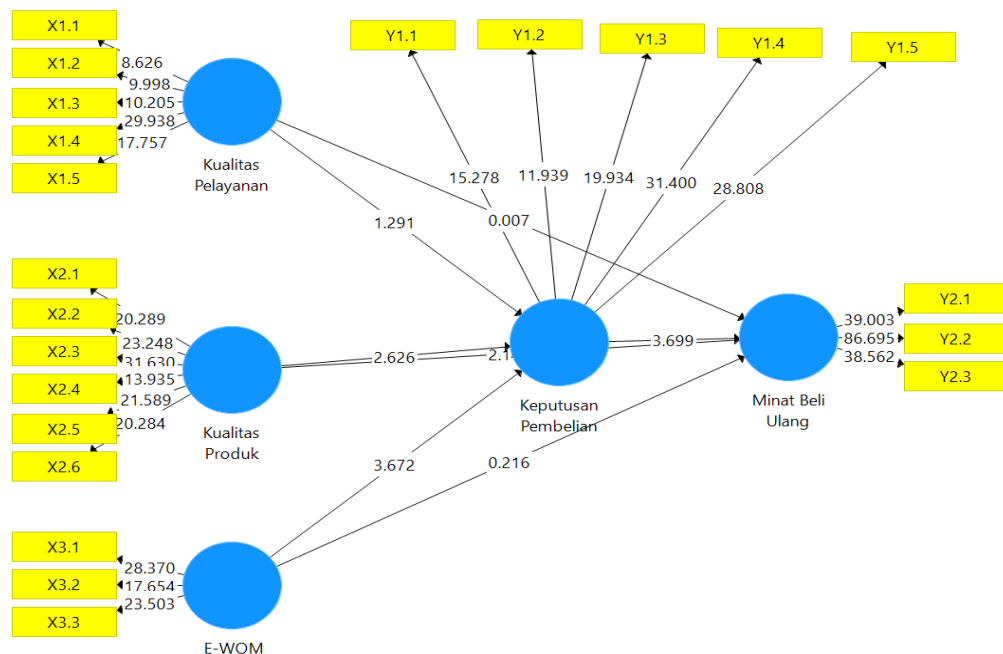 X1.1
X1.2
X1.3
X1.4
X1.5
8.626
9.998
10.205
29.938
17.757
Kualitas
Pelayanan
Y1.1
Y1.2
Y1.3
Y1.4
Y1.5
15.278
11.939
19.934
31.400
28.808
0.007
1.291
X2.1
X2.2
X2.3
X2.4
X2.5
X2.6
20.289
23.248
31.630
13.935
21.589
20.284
Kualitas
Produk
2.626
3.699
Keputusan
Pembelian
Minat Beli
Ulang
Y2.1
Y2.2
Y2.3
39.003
86.695
38.562
3.672
0.216
X3.1
X3.2
X3.3
28.370
17.654
23.503
E-WOM